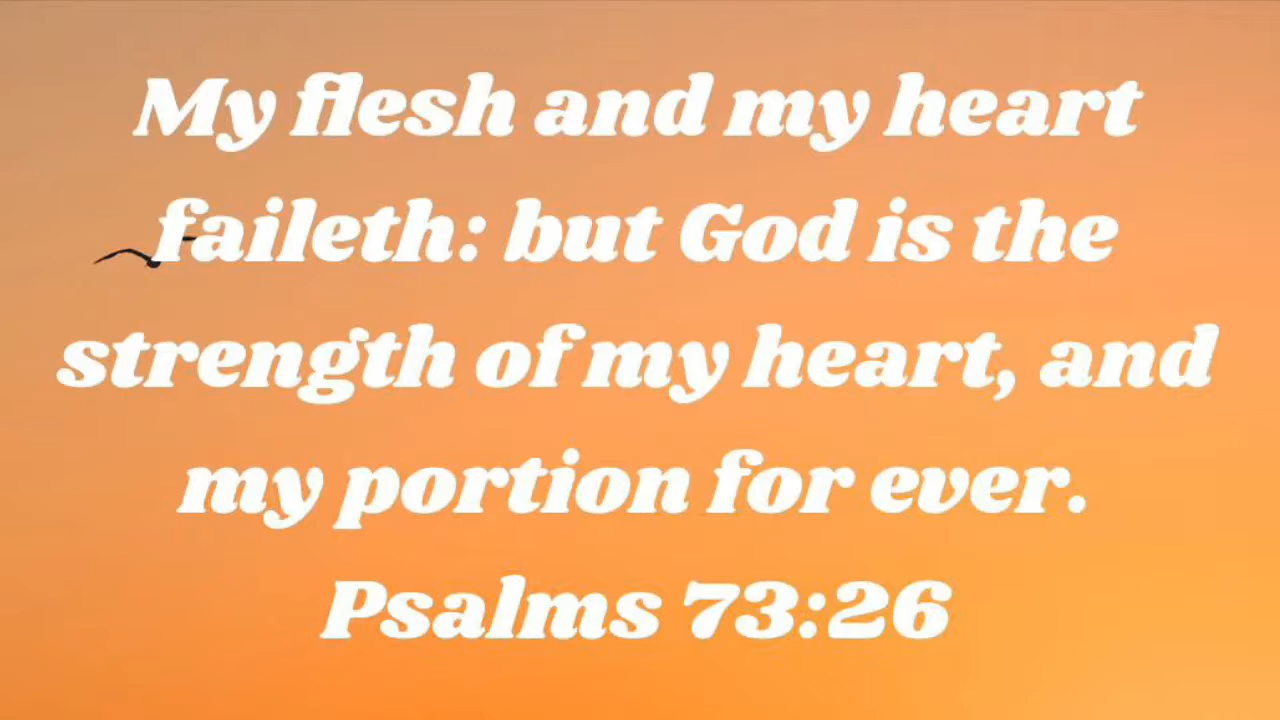 My flesh and my heart
faileth: but God is the
strength of my heart, and
my portion for ever.
Psalms 73:26